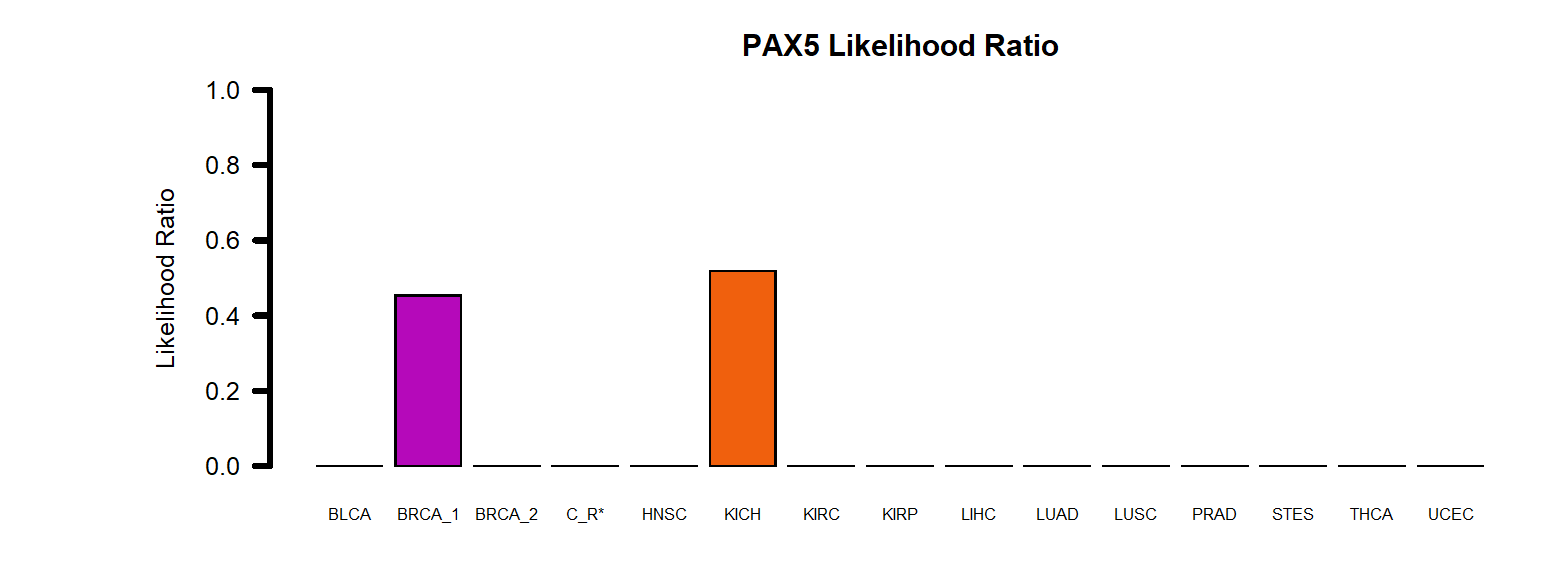 PAX5 Likelihood Ratio
Likelihood Ratio
1.0
0.8
0.6
0.4
0.2
0.0
BLCA BRCA_1 BRCA_2 C_R* HNSC KICH KIRC KIRP LIHC LUAD LUSC PRAD STES THCA UCEC